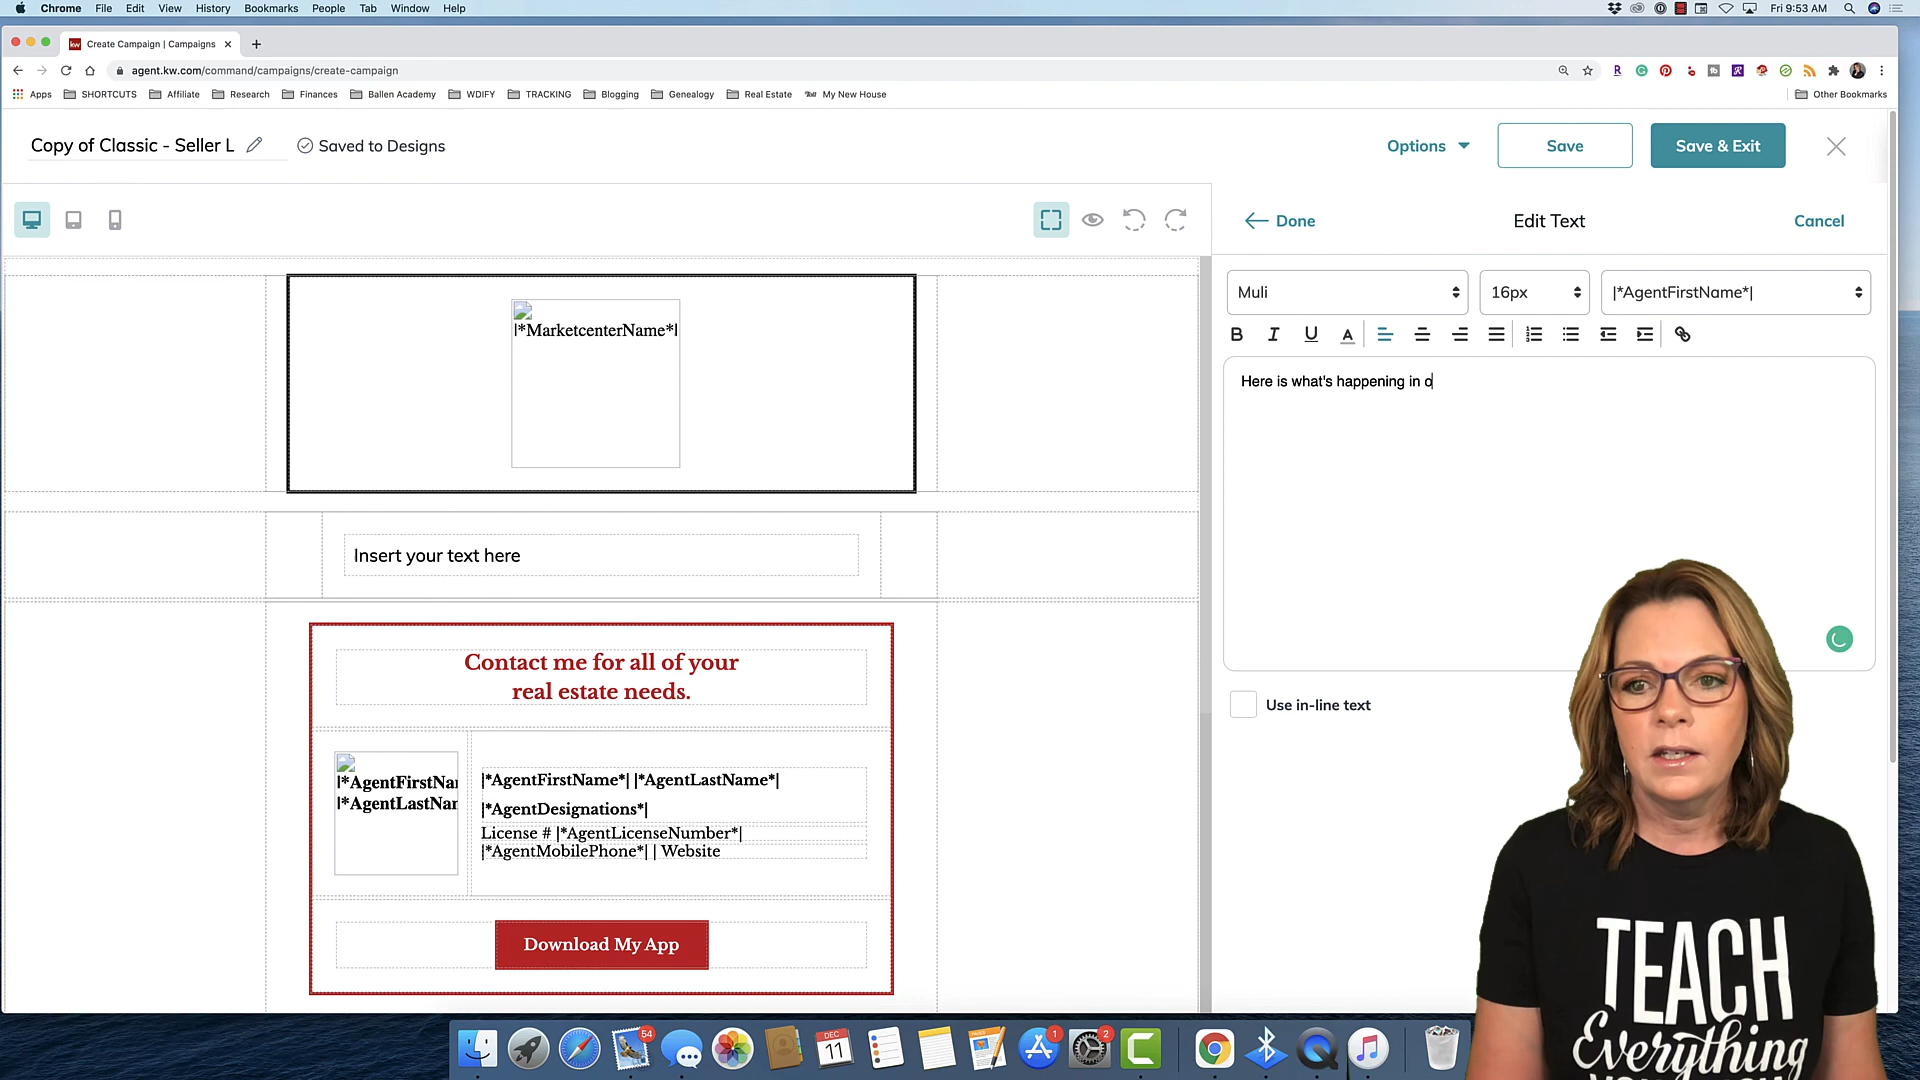 Chrome File Edit View History Bookmarks People Tab Window Help Fri 9:53 AM
Create Campaign | Campaigns
agent.kw.com/command/campaigns/create-campaign
Apps SHORTCUTS Affiliate Research Finances Ballen Academy WDIFY TRACKING Blogging Genealogy Real Estate My New House Other Bookmarks
Copy of Classic - Seller L Saved to Designs Options Save Save & Exit
Done Edit Text Cancel
Muli 16px |*AgentFirstName*|
B I U A
|*MarketcenterName*|
Here is what's happening in o
Insert your text here
Use in-line text
Contact me for all of your
real estate needs.
|*AgentFirstNa
|*AgentLastNa
|*AgentFirstName*| |*AgentLastName*|
|*AgentDesignations*|
License # |*AgentLicenseNumber*|
|*AgentMobilePhone*| | Website
Download My App
TEACH
Everything
54
DEC
11
1
2